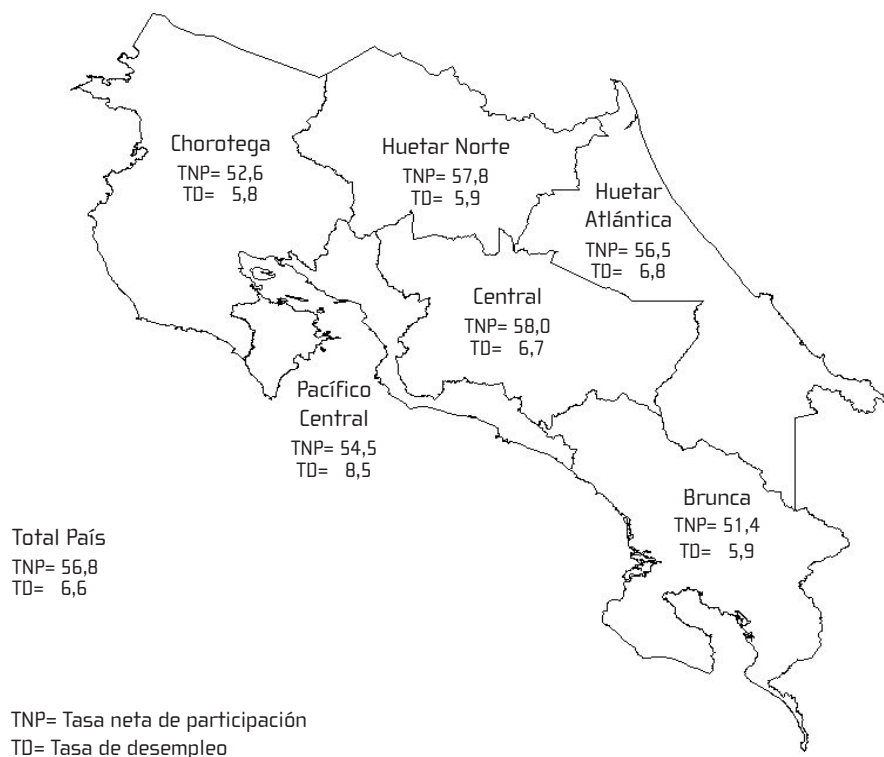 Chorotega
TNP= 52,6
TD= 5,8
Huetar Norte
TNP= 57,8
TD= 5,9
Huetar
Atlántica
TNP= 56,5
TD= 6,8
Central
TNP= 58,0
TD= 6,7
Pacífico
Central
TNP= 54,5
TD= 8,5
Brunca
TNP= 51,4
TD= 5,9
Total País
TNP= 56,8
TD= 6,6
TNP= Tasa neta de participación
TD= Tasa de desempleo